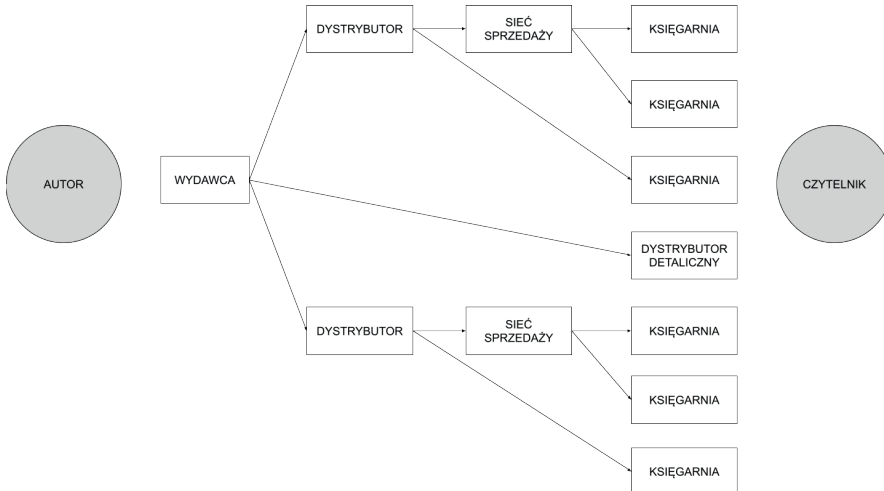 DYSTRYBUTOR
SIEĆ
SPRZEDAŻY
KSIĘGARNIA
KSIĘGARNIA
AUTOR
WYDAWCA
KSIĘGARNIA
CZYTELNIK
DYSTRYBUTOR
DETALICZNY
DYSTRYBUTOR
SIEĆ
SPRZEDAŻY
KSIĘGARNIA
KSIĘGARNIA
KSIĘGARNIA